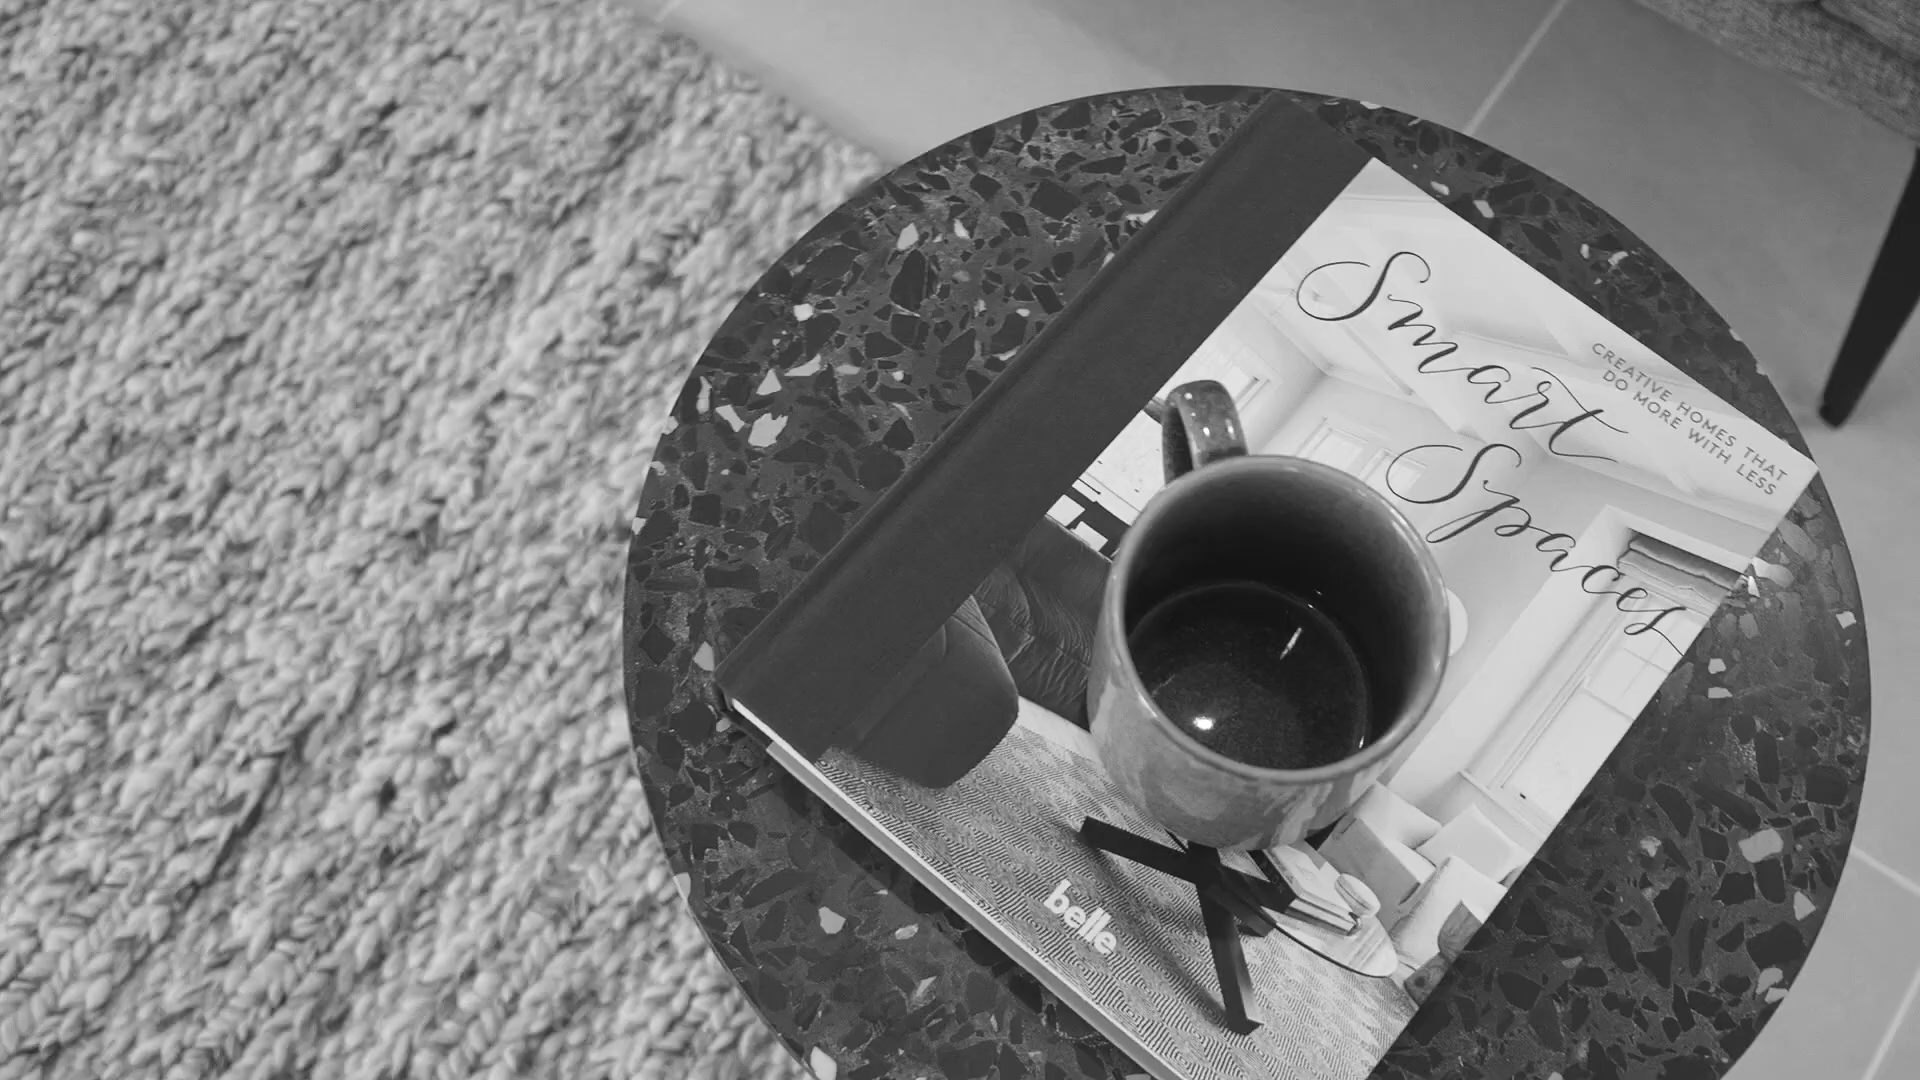 Smart
Spaces
CREATIVE HOMES THAT
DO MORE WITH LESS
belle